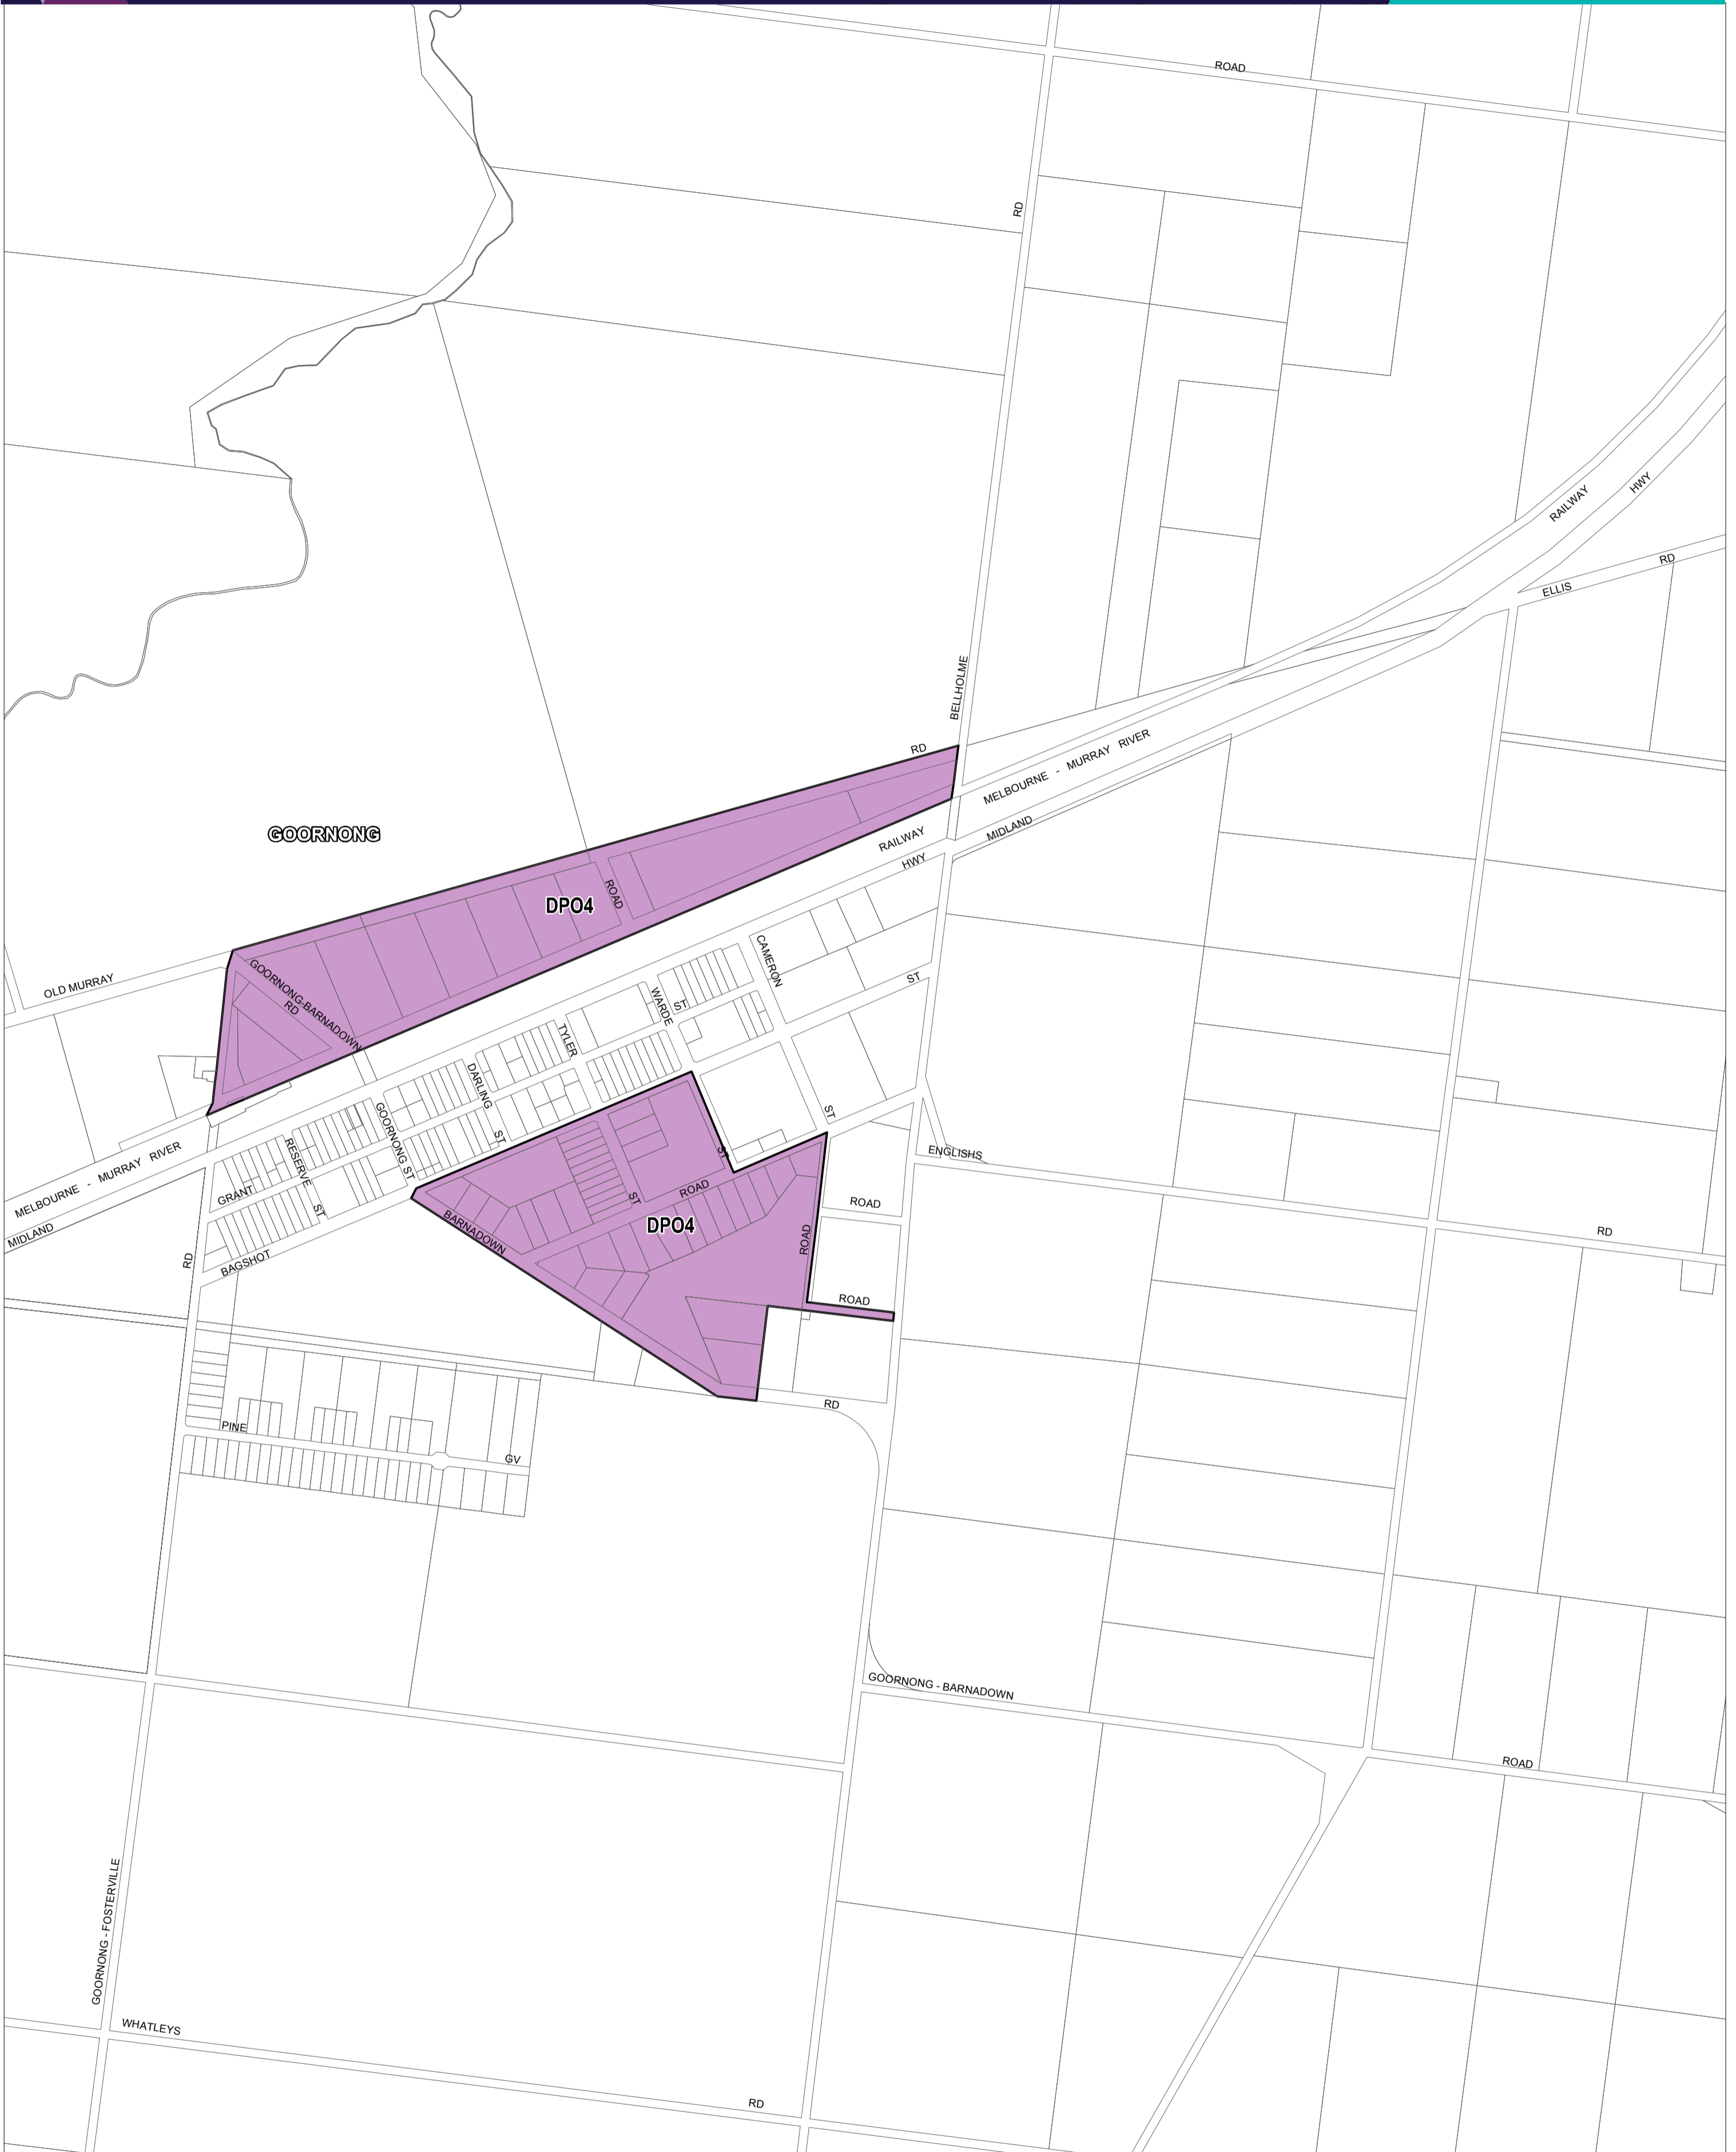 ROAD
RD
RAILWAY
HWY
RD
ELLIS
BELLHOLME
RD
MELBOURNE - MURRAY RIVER
MIDLAND
RAILWAY
HWY
GOORNONG
DPO4
ROAD
OLD MURRAY
GOORNONG-BARNADOWN
RD
CAMERON
ST
WARDE
ST
TYLER
DARLING
ST
GOORNONG ST
RESERVE
ST
GRANT
MELBOURNE - MURRAY RIVER
MIDLAND
RD
BAGSHOT
ST
ST
ENGLISHS
ROAD
ST
ROAD
DPO4
BARNADOWN
ROAD
ROAD
RD
RD
PINE
GV
GOORNONG - BARNADOWN
ROAD
GOORNONG - FOSTERVILLE
WHATLEYS
RD